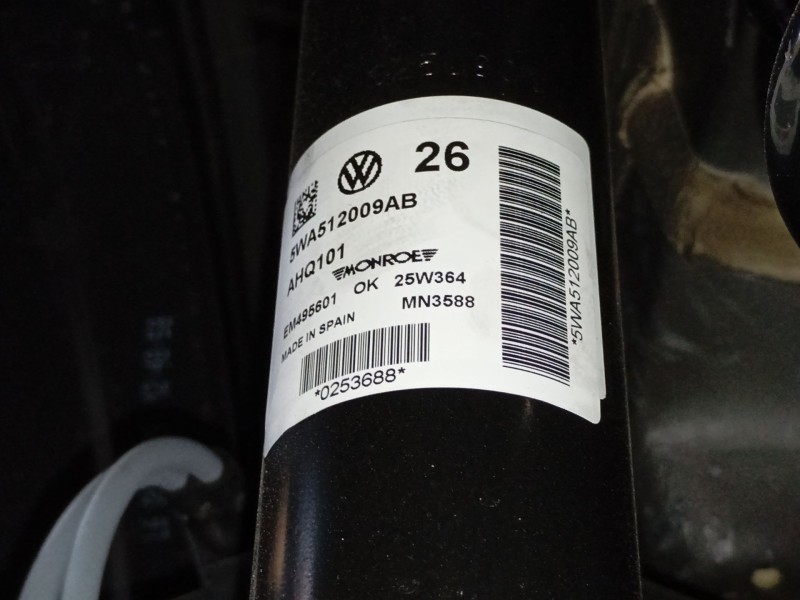 26
5WA512009AB
AHQ101
MONROE
EM495601 OK 25W364
MADE IN SPAIN MN3588
*0253688*
*5WA512009AB*